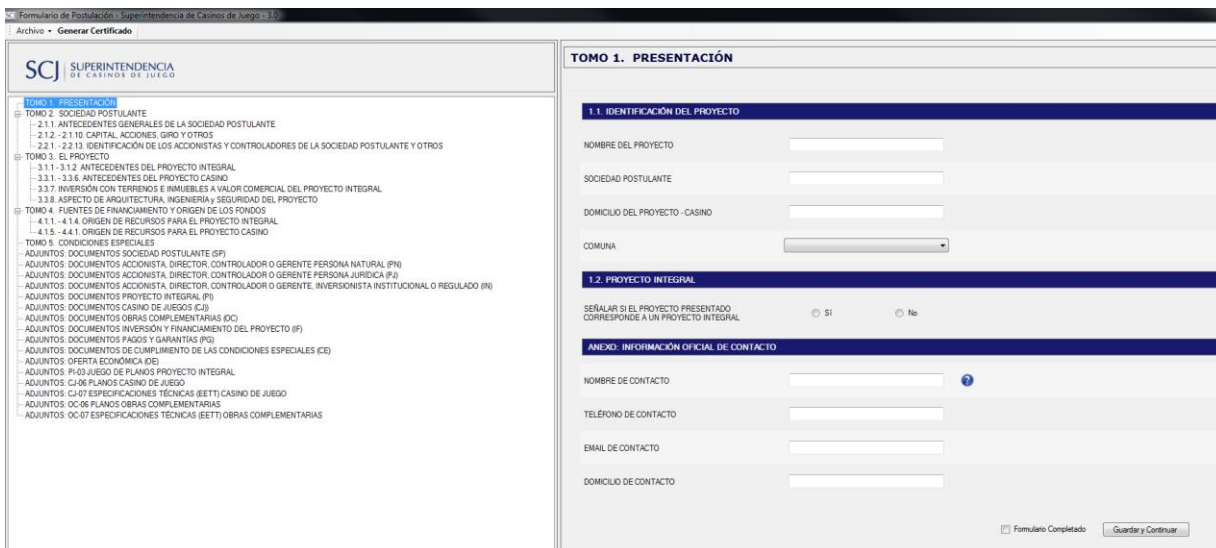 Formulario de Postulación - Superintendencia de Casinos de Juego - 3.0
Archivo Generar Certificado
SCJ SUPERINTENDENCIA
DE CASINOS DE JUEGO
TOMO 1. PRESENTACIÓN
TOMO 2. SOCIEDAD POSTULANTE
2.1.1. ANTECEDENTES GENERALES DE LA SOCIEDAD POSTULANTE
2.1.2. - 2.1.10. CAPITAL, ACCIONES, GIRO Y OTROS
2.2.1. - 2.2.13. IDENTIFICACIÓN DE LOS ACCIONISTAS Y CONTROLADORES DE LA SOCIEDAD POSTULANTE Y OTROS
TOMO 3. EL PROYECTO
3.1.1 - 3.1.2 ANTECEDENTES DEL PROYECTO INTEGRAL
3.3.1. - 3.3.6. ANTECEDENTES DEL PROYECTO CASINO
3.3.7. INVERSIÓN CON TERRENOS E INMUEBLES A VALOR COMERCIAL DEL PROYECTO INTEGRAL
3.3.8. ASPECTO DE ARQUITECTURA, INGENIERÍA y SEGURIDAD DEL PROYECTO
TOMO 4. FUENTES DE FINANCIAMIENTO Y ORIGEN DE LOS FONDOS
4.1.1. - 4.1.4. ORIGEN DE RECURSOS PARA EL PROYECTO INTEGRAL
4.1.5. - 4.4.1. ORIGEN DE RECURSOS PARA EL PROYECTO CASINO
TOMO 5. CONDICIONES ESPECIALES
ADJUNTOS: DOCUMENTOS SOCIEDAD POSTULANTE (SP)
ADJUNTOS: DOCUMENTOS ACCIONISTA, DIRECTOR, CONTROLADOR O GERENTE PERSONA NATURAL (PN)
ADJUNTOS: DOCUMENTOS ACCIONISTA, DIRECTOR, CONTROLADOR O GERENTE PERSONA JURÍDICA (PJ)
ADJUNTOS: DOCUMENTOS ACCIONISTA, DIRECTOR, CONTROLADOR O GERENTE, INVERSIONISTA INSTITUCIONAL O REGULADO (IN)
ADJUNTOS: DOCUMENTOS PROYECTO INTEGRAL (PI)
ADJUNTOS: DOCUMENTOS CASINO DE JUEGOS (CJ))
ADJUNTOS: DOCUMENTOS OBRAS COMPLEMENTARIAS (OC)
ADJUNTOS: DOCUMENTOS INVERSIÓN Y FINANCIAMIENTO DEL PROYECTO (IF)
ADJUNTOS: DOCUMENTOS PAGOS Y GARANTÍAS (PG)
ADJUNTOS: DOCUMENTOS DE CUMPLIMIENTO DE LAS CONDICIONES ESPECIALES (CE)
ADJUNTOS: OFERTA ECONÓMICA (OE)
ADJUNTOS: PI-03 JUEGO DE PLANOS PROYECTO INTEGRAL
ADJUNTOS: CJ-06 PLANOS CASINO DE JUEGO
ADJUNTOS: CJ-07 ESPECIFICACIONES TÉCNICAS (EETT) CASINO DE JUEGO
ADJUNTOS: OC-06 PLANOS OBRAS COMPLEMENTARIAS
ADJUNTOS: OC-07 ESPECIFICACIONES TÉCNICAS (EETT) OBRAS COMPLEMENTARIAS
TOMO 1. PRESENTACIÓN
1.1. IDENTIFICACIÓN DEL PROYECTO
NOMBRE DEL PROYECTO
SOCIEDAD POSTULANTE
DOMICILIO DEL PROYECTO - CASINO
COMUNA
1.2. PROYECTO INTEGRAL
SEÑALAR SI EL PROYECTO PRESENTADO
CORRESPONDE A UN PROYECTO INTEGRAL
Sí No
ANEXO: INFORMACIÓN OFICIAL DE CONTACTO
NOMBRE DE CONTACTO ?
TELÉFONO DE CONTACTO
EMAIL DE CONTACTO
DOMICILIO DE CONTACTO
Formulario Completado Guardar y Continuar